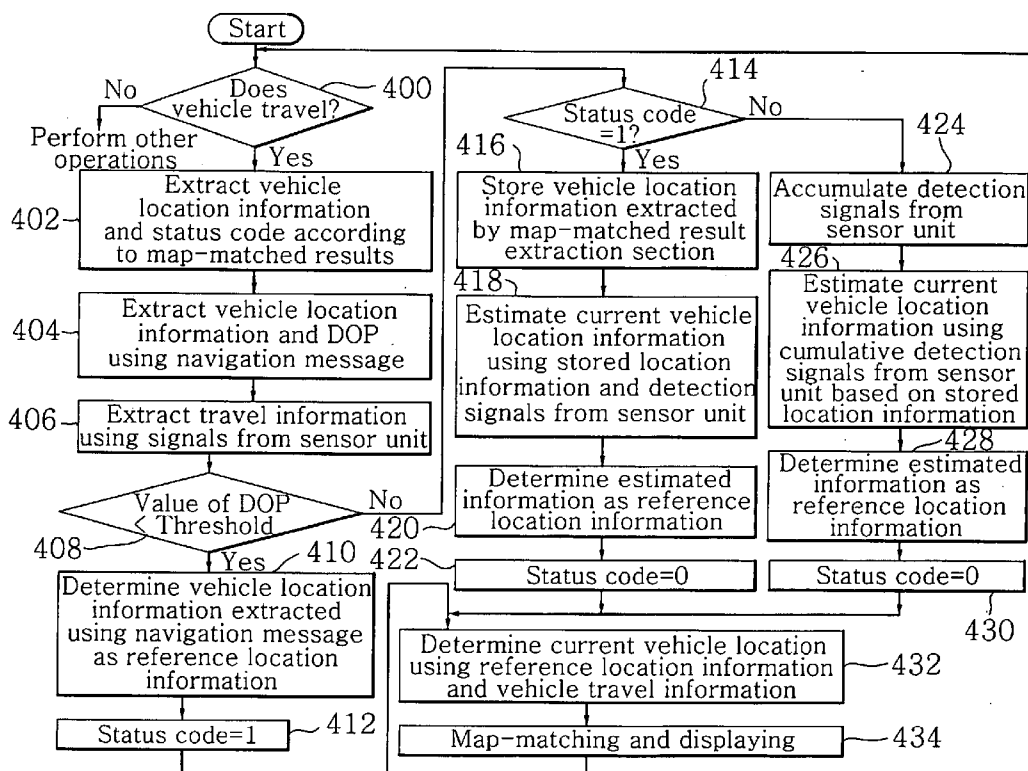 Start
Does
vehicle travel?
400
No
Perform other
operations
Yes
Extract vehicle
location information
and status code according
to map-matched results
402
Extract vehicle location
information and DOP
using navigation message
404
Extract travel information
using signals from sensor unit
406
Value of DOP
< Threshold
408
No
Yes
410
Determine vehicle location
information extracted
using navigation message
as reference location
information
Status code=1
412
Status code
=1?
414
No
Yes
416
Store vehicle location
information extracted
by map-matched result
extraction section
418
Estimate current vehicle
location information
using stored location
information and detection
signals from sensor unit
Determine estimated
information as reference
location information
420
422
Status code=0
424
Accumulate detection
signals from
sensor unit
426
Estimate current
vehicle location
information using
cumulative detection
signals from sensor
unit based on stored
location information
428
Determine estimated
information as
reference location
information
Status code=0
430
Determine current vehicle location
using reference location information
and vehicle travel information
432
Map-matching and displaying
434